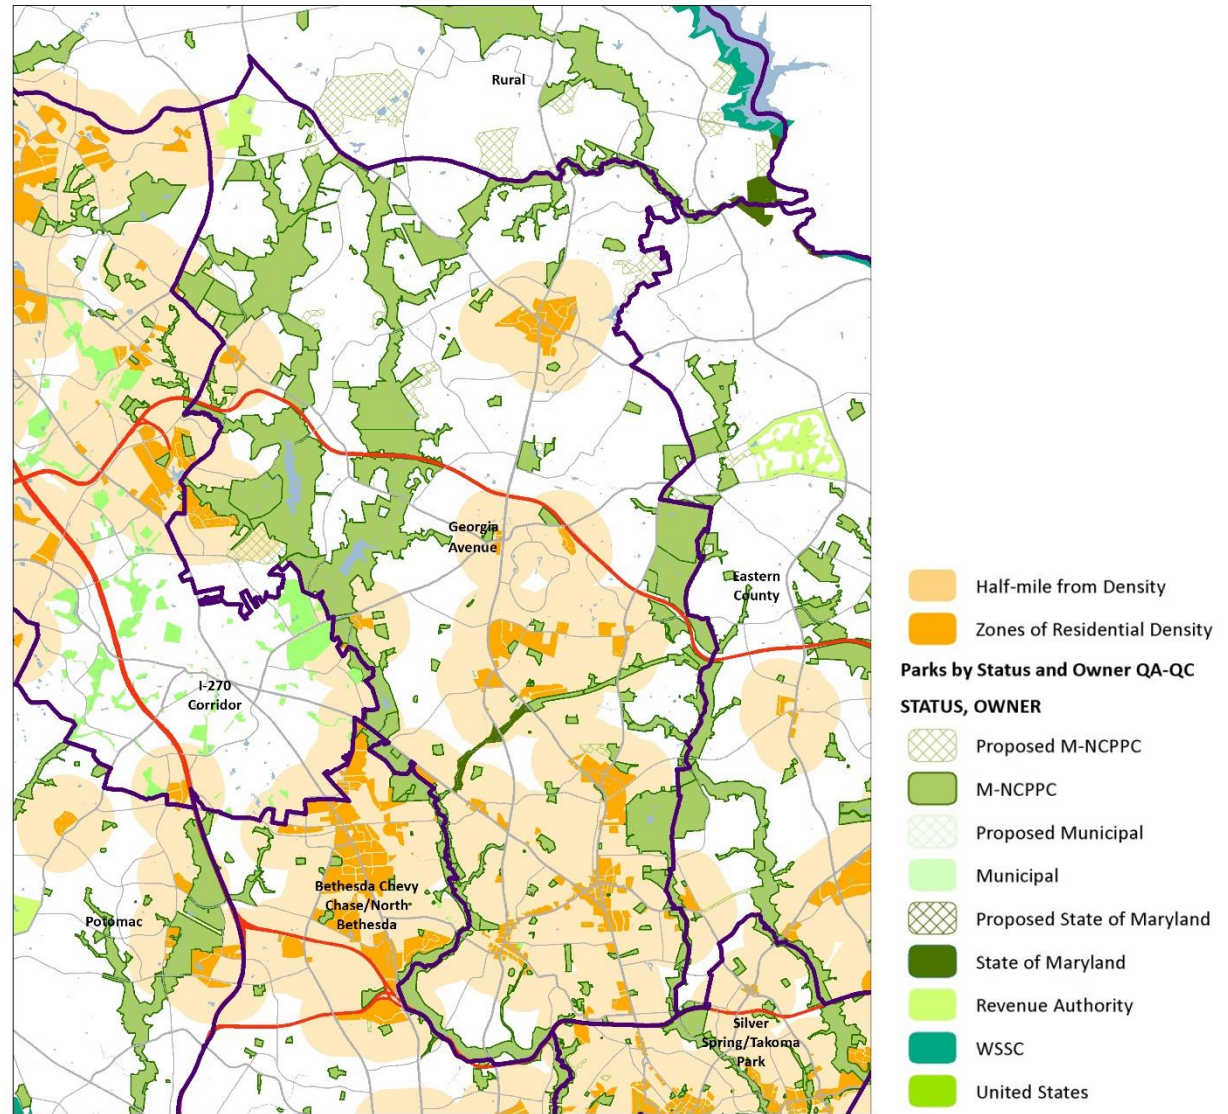 Rural
Georgia
Avenue
Eastern
County
I-270
Corridor
Bethesda Chevy
Chase/North
Bethesda
Potomac
Silver
Spring/Takoma
Park
Half-mile from Density
Zones of Residential Density
Parks by Status and Owner QA-QC
STATUS, OWNER
Proposed M-NCPPC
M-NCPPC
Proposed Municipal
Municipal
Proposed State of Maryland
State of Maryland
Revenue Authority
WSSC
United States